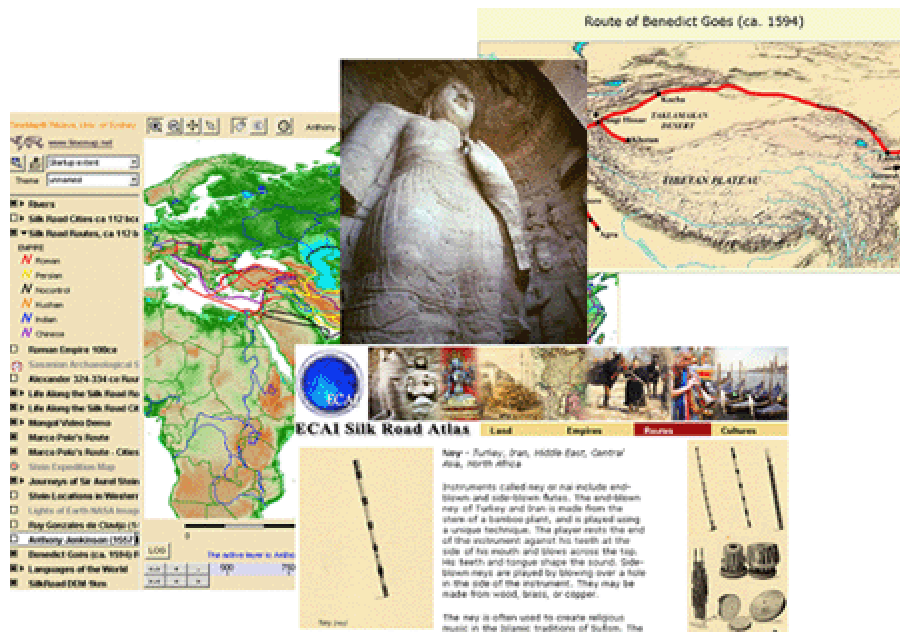 Route of Benedict Goës (ca. 1594)
Kucha
TAKLAMAKAN
DESERT
Khotan
TIBETAN PLATEAU
Agra
www.timemap.net
Startup extent
Theme
unnamed
Rivers
Silk Road Cities ca 112 bce
Silk Road Routes, ca 112 b
EMPIRE
Roman
Persian
Nocontrol
Kushan
Indian
Chinese
Roman Empire 100ce
Sasanian Archaeological S
Alexander 324-334 ce Rour
Life Along the Silk Road Ro
Life Along the Silk Road Cit
Mongol Video Demo
Marco Polo's Route
Marco Polo's Route - Cities
Stein Expedition Map
Journeys of Sir Aurel Stein
Stein Locations in Western
Lights of Earth NASA Image
Ruy Gonzales de Clavijo (1
Anthony Jenkinson (1557
Benedict Goës (ca. 1594) R
Languages of the World
SilkRoad DEM 1km
Anthony
0
LOG
The active layer is Antho
500
750
ECAI
ECAI Silk Road Atlas
Land
Empires
Routes
Cultures
Ney - Turkey, Iran, Middle East, Central
Asia, North Africa
Instruments called ney or nai include end-
blown and side-blown flutes. The end-blown
ney of Turkey and Iran is made from the
stem of a bamboo plant, and is played using
a unique technique. The player rests the end
of the instrument against his teeth at the
side of his mouth and blows across the top.
His teeth and tongue shape the sound. Side-
blown neys are played by blowing over a hole
in the side of the instrument. They may be
made from wood, brass, or copper.
The ney is often used to create religious
music in the Islamic traditions of Sufism. The
Ney (nai)